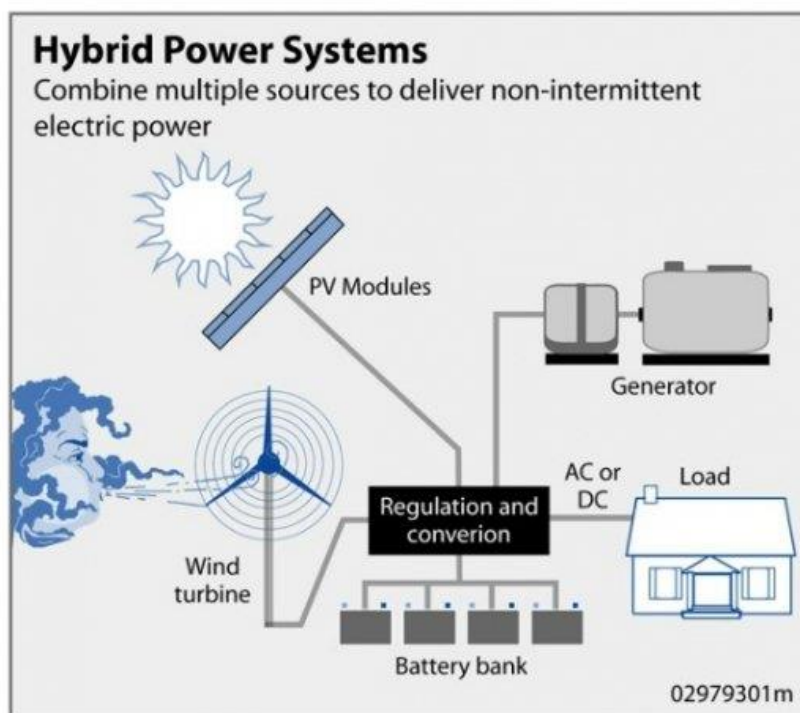 Hybrid Power Systems
Combine multiple sources to deliver non-intermittent
electric power
PV Modules
Generator
AC or
DC
Load
Regulation and
converion
Wind
turbine
Battery bank
02979301m